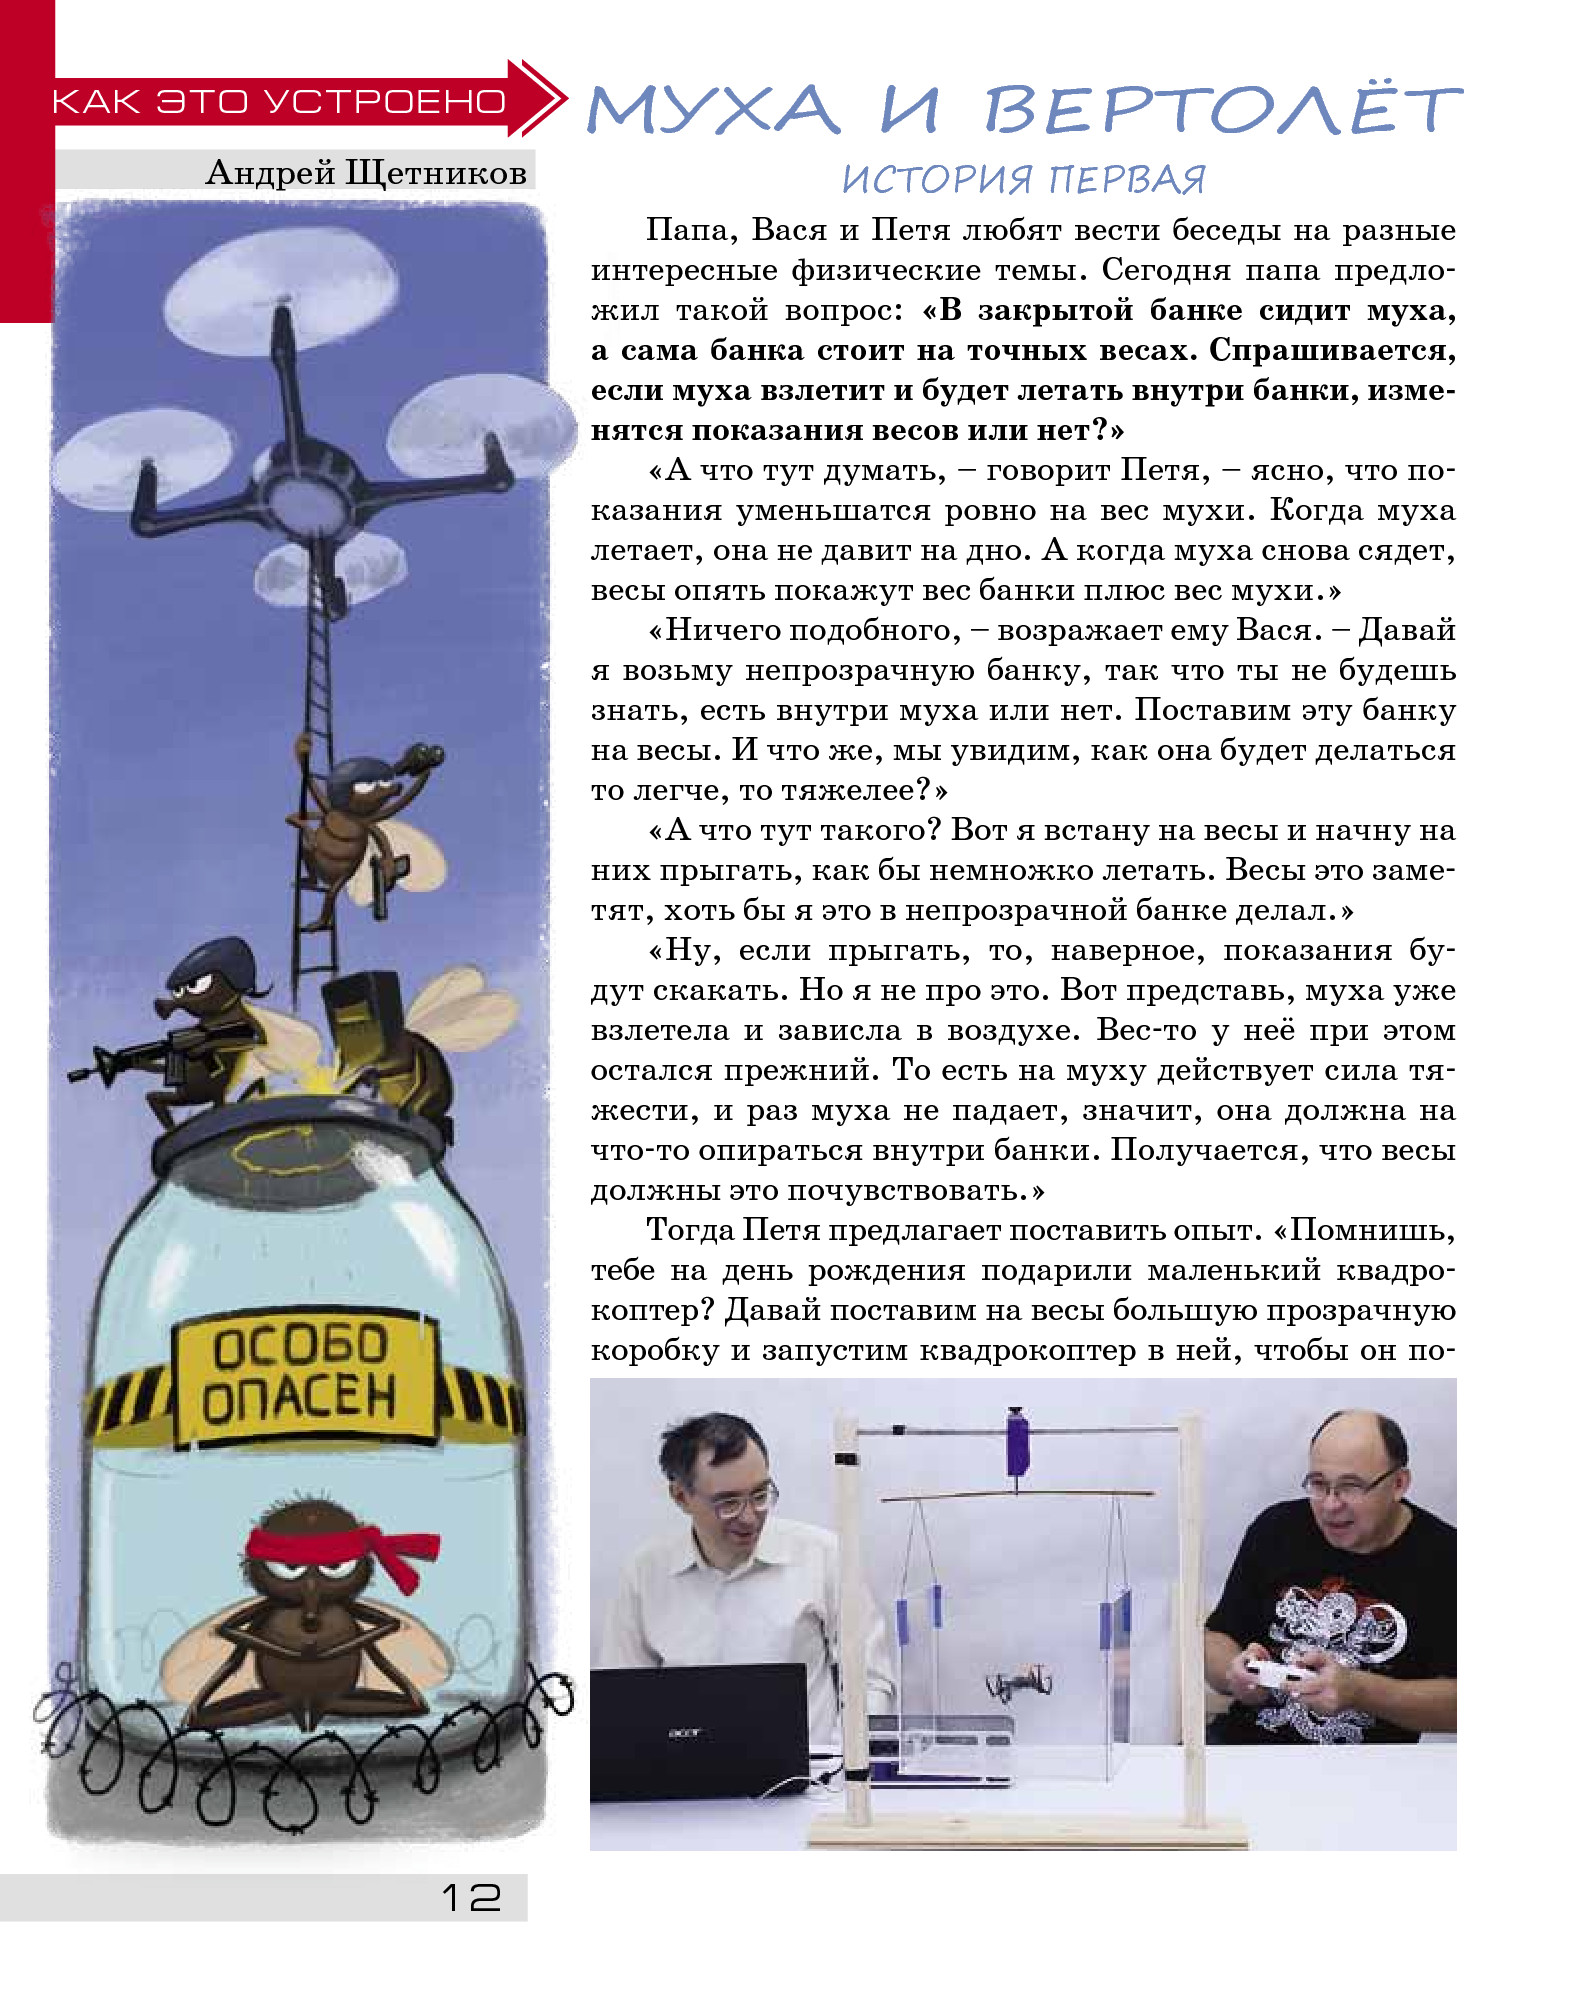 КАК ЭТО УСТРОЕНО
МУХА И ВЕРТОЛЁТ
Андрей Щетников
ИСТОРИЯ ПЕРВАЯ
Папа, Вася и Петя любят вести беседы на разные
интересные физические темы. Сегодня папа предло-
жил такой вопрос: «В закрытой банке сидит муха,
а сама банка стоит на точных весах. Спрашивается,
если муха взлетит и будет летать внутри банки, изме-
нятся показания весов или нет?»
«А что тут думать, – говорит Петя, – ясно, что по-
казания уменьшатся ровно на вес мухи. Когда муха
летает, она не давит на дно. А когда муха снова сядет,
весы опять покажут вес банки плюс вес мухи.»
«Ничего подобного, – возражает ему Вася. – Давай
я возьму непрозрачную банку, так что ты не будешь
знать, есть внутри муха или нет. Поставим эту банку
на весы. И что же, мы увидим, как она будет делаться
то легче, то тяжелее?»
«А что тут такого? Вот я встану на весы и начну на
них прыгать, как бы немножко летать. Весы это заме-
тят, хоть бы я это в непрозрачной банке делал.»
«Ну, если прыгать, то, наверное, показания бу-
дут скакать. Но я не про это. Вот представь, муха уже
взлетела и зависла в воздухе. Вес-то у неё при этом
остался прежний. То есть на муху действует сила тя-
жести, и раз муха не падает, значит, она должна на
что-то опираться внутри банки. Получается, что весы
должны это почувствовать.»
Тогда Петя предлагает поставить опыт. «Помнишь,
тебе на день рождения подарили маленький квадро-
коптер? Давай поставим на весы большую прозрачную
коробку и запустим квадрокоптер в ней, чтобы он по-
ОСОБО
ОПАСЕН
acer
12